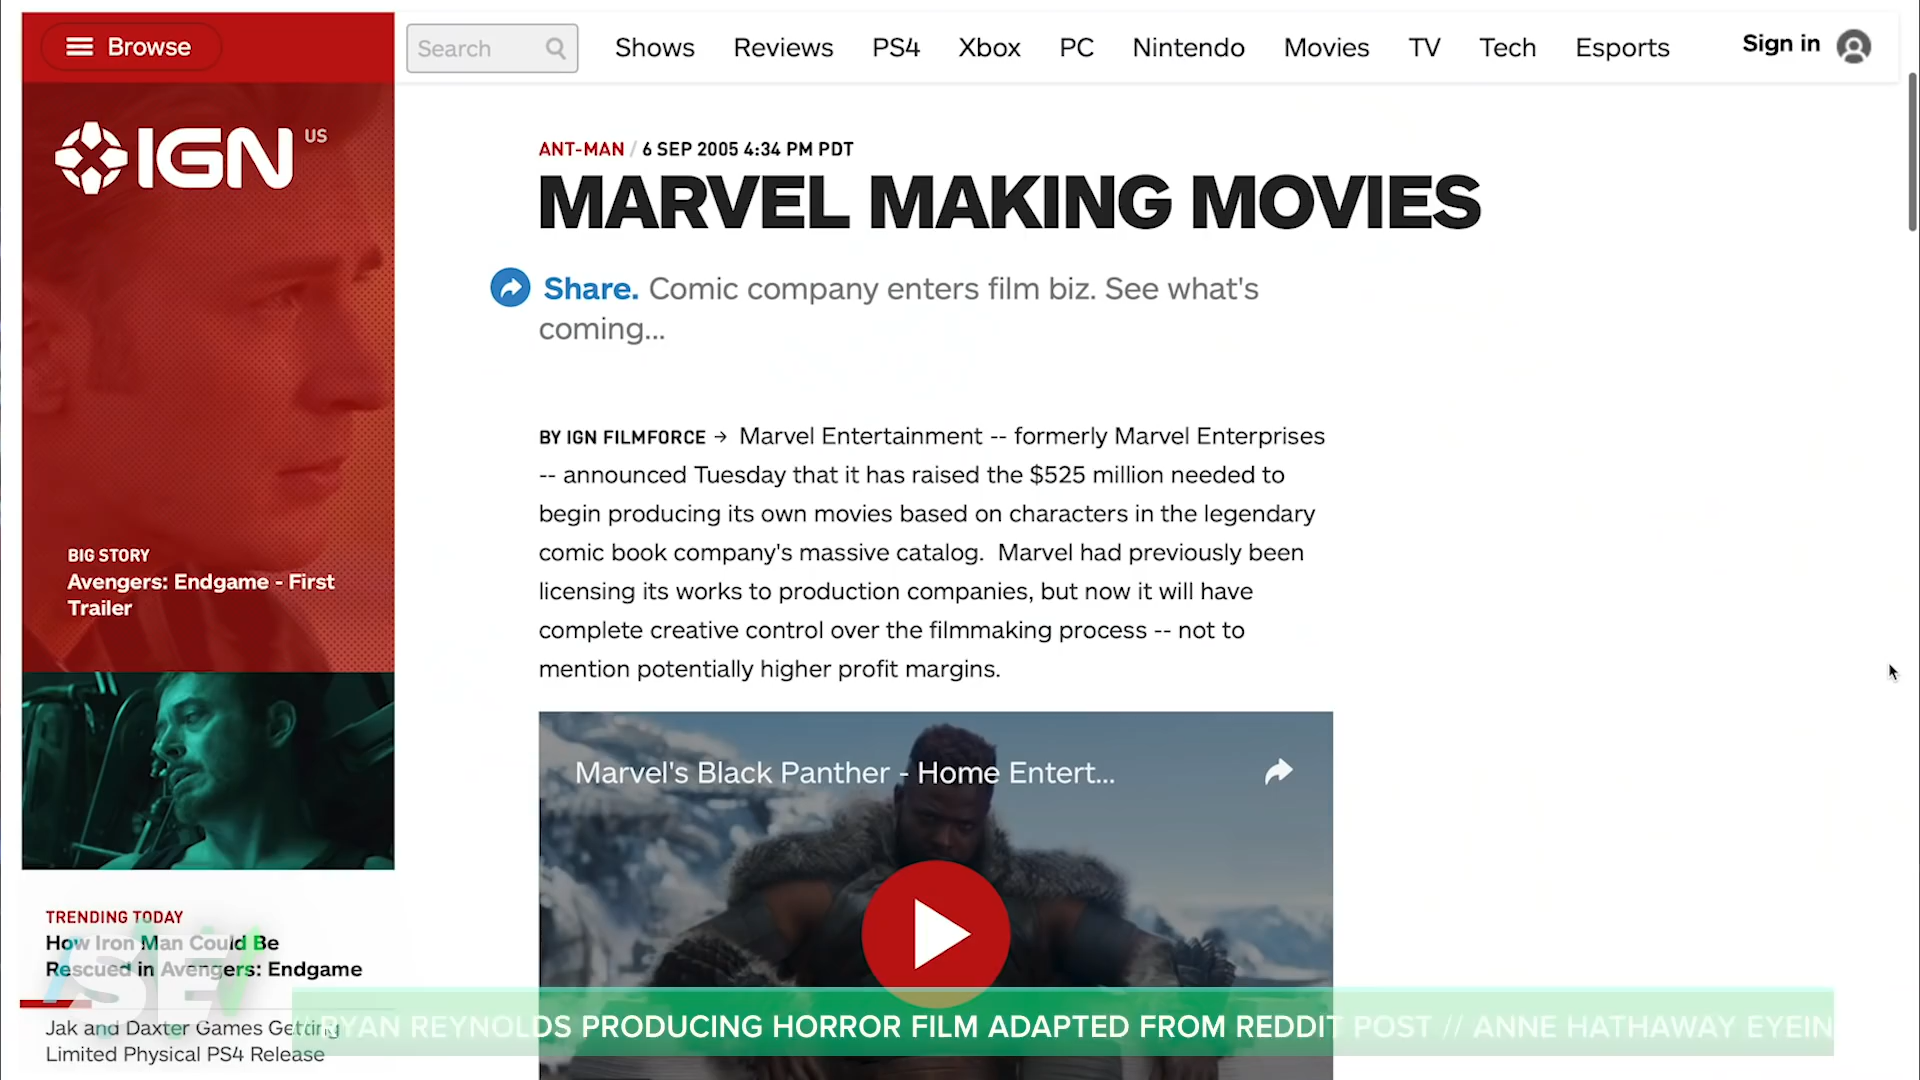 Browse
Search
Shows
Reviews
PS4
Xbox
PC
Nintendo
Movies
TV
Tech
Esports
Sign in
IGN US
BIG STORY
Avengers: Endgame - First
Trailer
TRENDING TODAY
How Iron Man Could Be
Rescued in Avengers: Endgame
Jak and Daxter Games Getting
Limited Physical PS4 Release
ANT-MAN / 6 SEP 2005 4:34 PM PDT
MARVEL MAKING MOVIES
Share. Comic company enters film biz. See what's
coming...
BY IGN FILMFORCE → Marvel Entertainment -- formerly Marvel Enterprises
-- announced Tuesday that it has raised the $525 million needed to
begin producing its own movies based on characters in the legendary
comic book company's massive catalog. Marvel had previously been
licensing its works to production companies, but now it will have
complete creative control over the filmmaking process -- not to
mention potentially higher profit margins.
Marvel's Black Panther - Home Entert...
SE
RYAN REYNOLDS PRODUCING HORROR FILM ADAPTED FROM REDDIT POST // ANNE HATHAWAY EYEIN